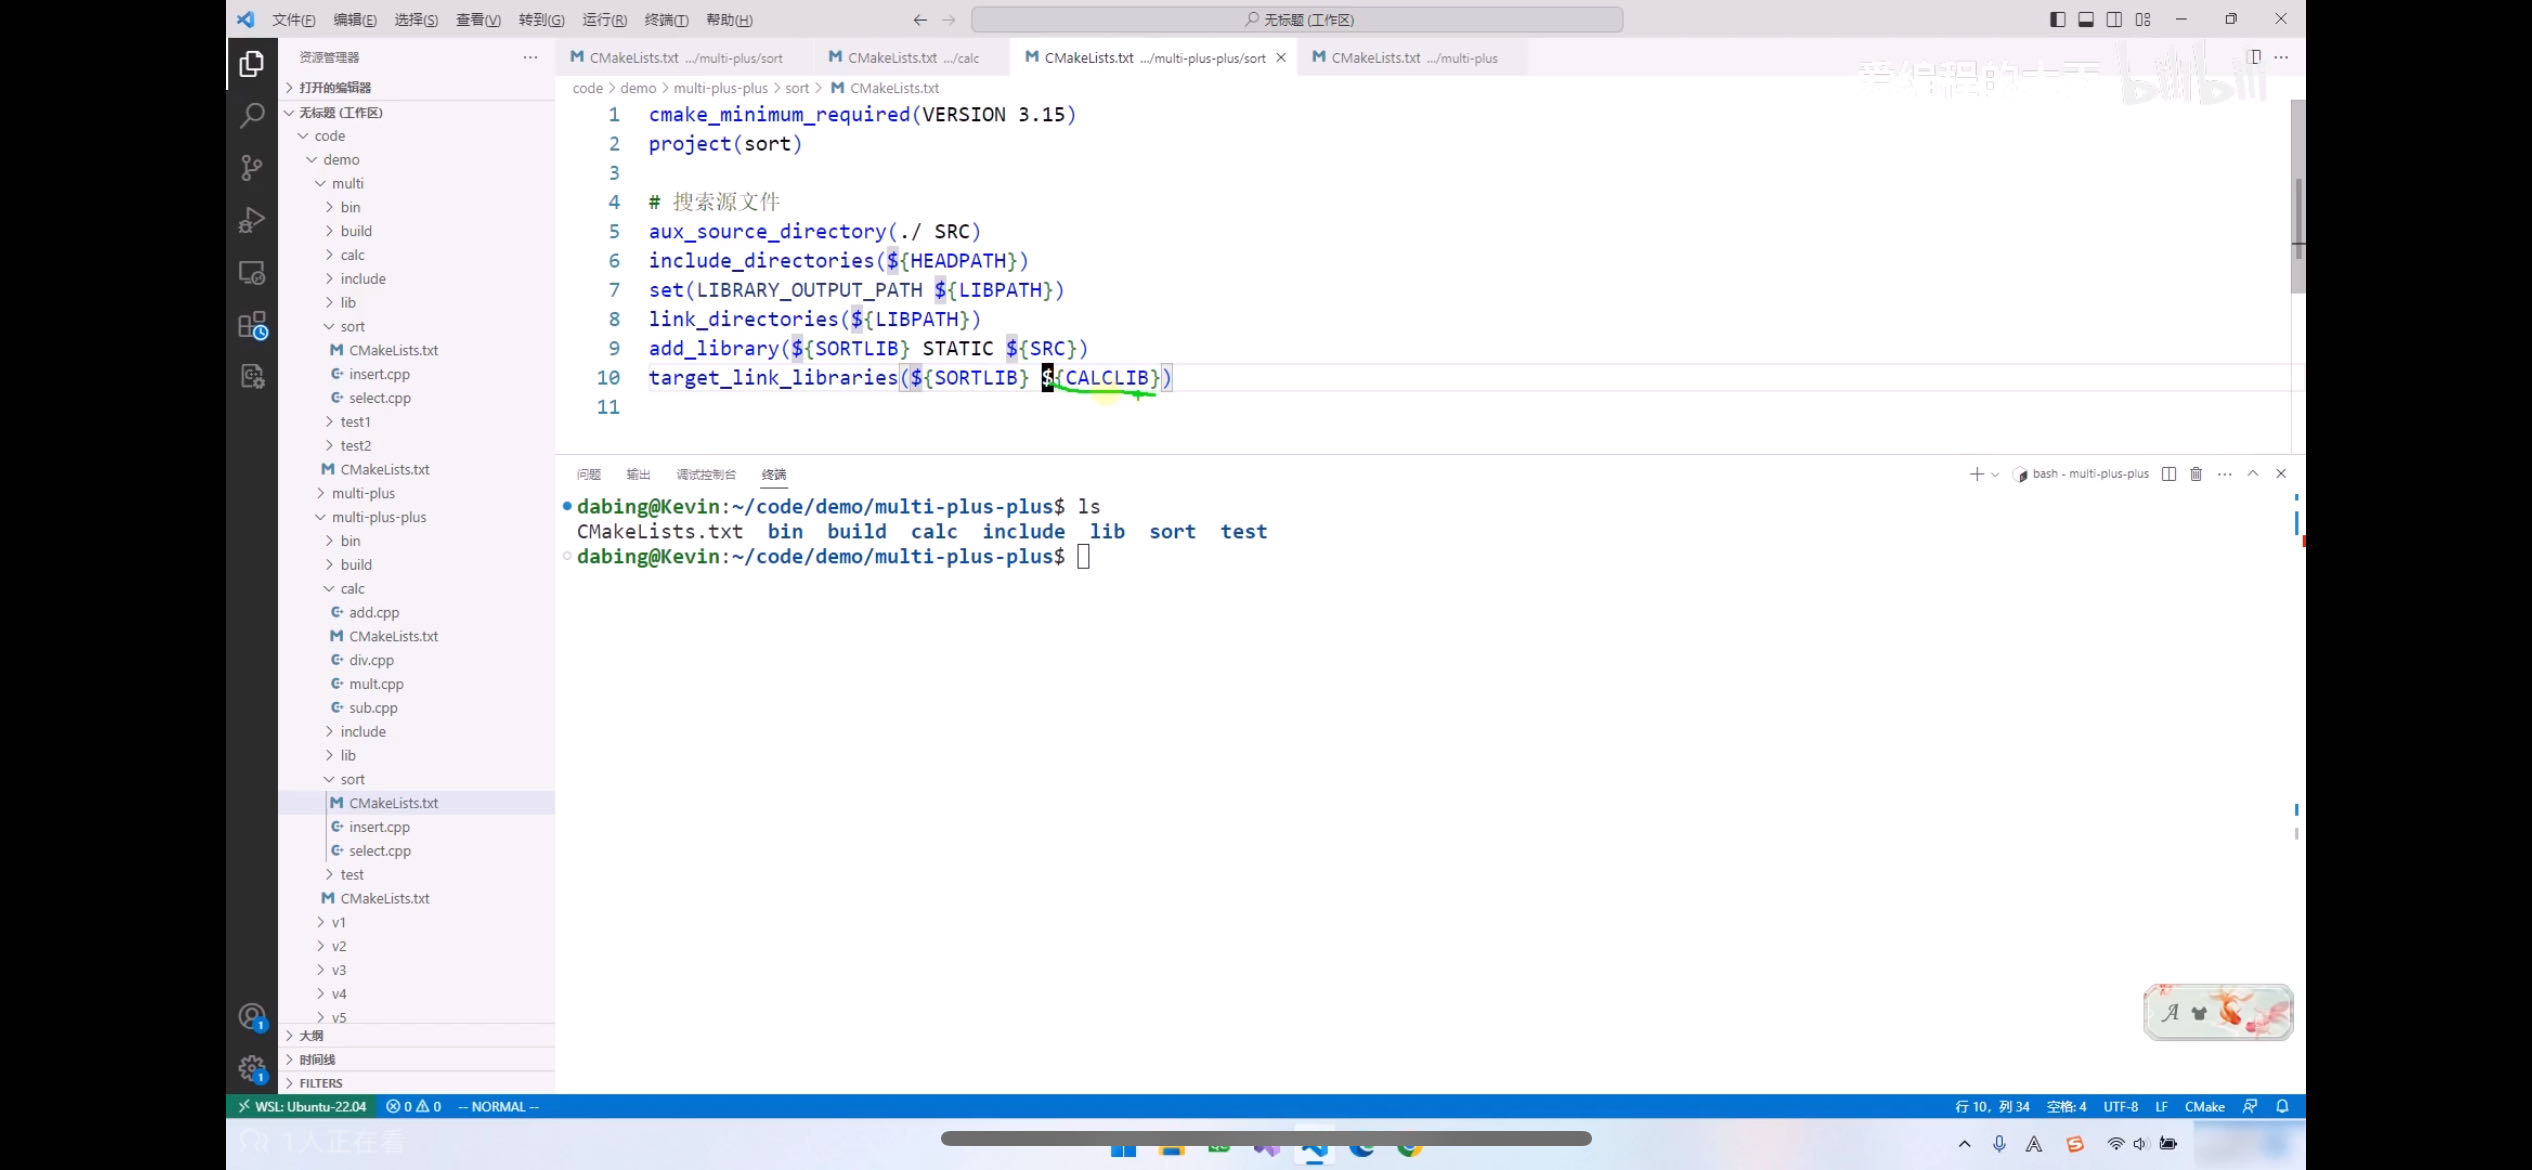 文件(F) 编辑(E) 选择(S) 查看(V) 转到(G) 运行(R) 终端(T) 帮助(H)
无标题 (工作区)
资源管理器
CMakeLists.txt .../multi-plus/sort
CMakeLists.txt .../calc
CMakeLists.txt .../multi-plus-plus/sort
CMakeLists.txt .../multi-plus
打开的编辑器
code > demo > multi-plus-plus > sort > CMakeLists.txt
bilibili
无标题 (工作区)
code
demo
multi
bin
build
calc
include
lib
sort
CMakeLists.txt
insert.cpp
select.cpp
test1
test2
CMakeLists.txt
multi-plus
multi-plus-plus
bin
build
calc
add.cpp
CMakeLists.txt
div.cpp
mult.cpp
sub.cpp
include
lib
sort
CMakeLists.txt
insert.cpp
select.cpp
test
CMakeLists.txt
v1
v2
v3
v4
v5
大纲
时间线
FILTERS
1 cmake_minimum_required(VERSION 3.15)
2 project(sort)
3
4 # 搜索源文件
5 aux_source_directory(./ SRC)
6 include_directories(${HEADPATH})
7 set(LIBRARY_OUTPUT_PATH ${LIBPATH})
8 link_directories(${LIBPATH})
9 add_library(${SORTLIB} STATIC ${SRC})
10 target_link_libraries(${SORTLIB} ${CALCLIB})
11
问题 输出 调试控制台 终端
bash - multi-plus-plus
dabing@Kevin:~/code/demo/multi-plus-plus$ ls
CMakeLists.txt bin build calc include lib sort test
dabing@Kevin:~/code/demo/multi-plus-plus$
A
1
1
WSL: Ubuntu-22.04 0 0 -- NORMAL --
行 10，列 34 空格: 4 UTF-8 LF CMake
1人正在看